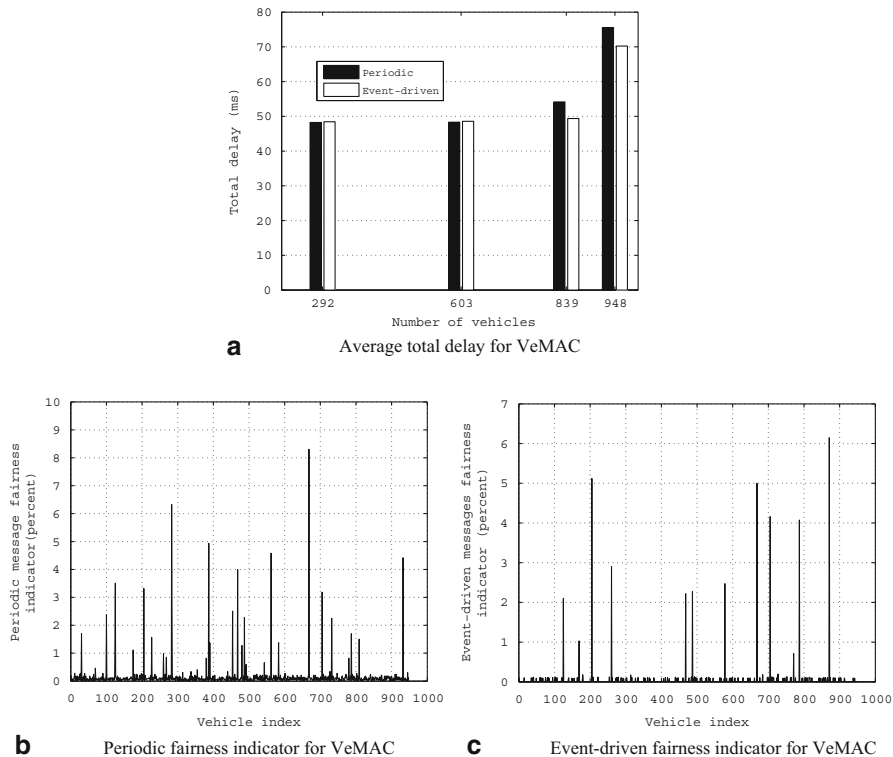 80
70
60
50
40
30
20
10
0
Total delay (ms)
Periodic
Event-driven
292 603 839 948
Number of vehicles
a Average total delay for VeMAC
10
9
8
7
6
5
4
3
2
1
0
Periodic message fairness
indicator(percent)
0 100 200 300 400 500 600 700 800 900 1000
Vehicle index
b Periodic fairness indicator for VeMAC
7
6
5
4
3
2
1
0
Event-driven messages fairness
indicator (percent)
0 100 200 300 400 500 600 700 800 900 1000
Vehicle index
c Event-driven fairness indicator for VeMAC